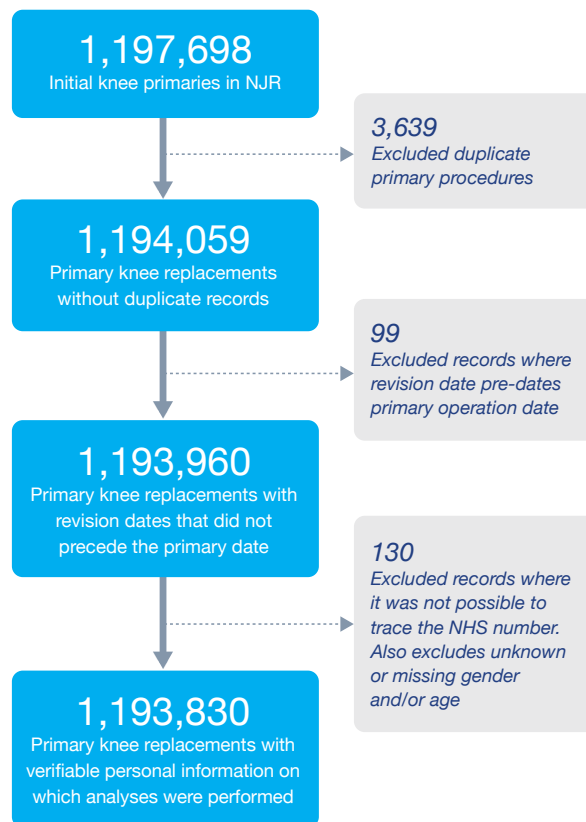 1,197,698
Initial knee primaries in NJR
3,639
Excluded duplicate
primary procedures
1,194,059
Primary knee replacements
without duplicate records
99
Excluded records where
revision date pre-dates
primary operation date
1,193,960
Primary knee replacements with
revision dates that did not
precede the primary date
130
Excluded records where
it was not possible to
trace the NHS number.
Also excludes unknown
or missing gender
and/or age
1,193,830
Primary knee replacements with
verifiable personal information on
which analyses were performed